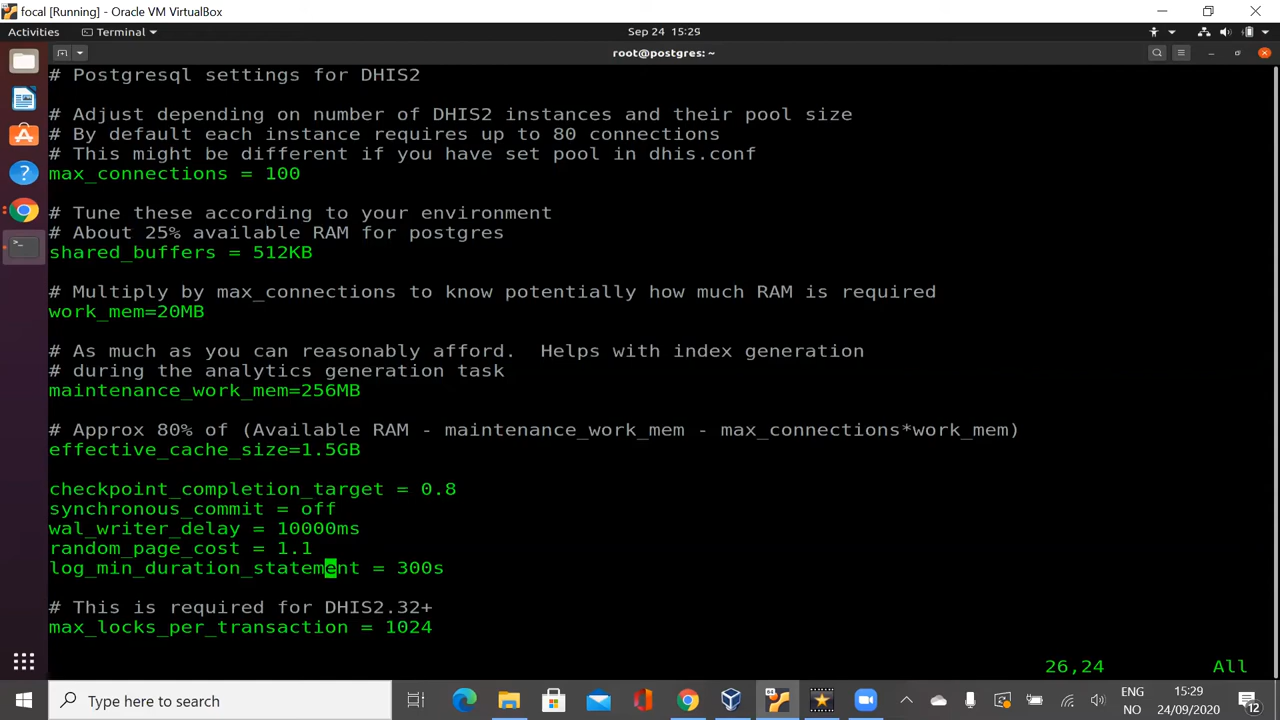 focal [Running] - Oracle VM VirtualBox
Activities
Terminal
Sep 24 15:29
root@postgres: ~
# Postgresql settings for DHIS2
# Adjust depending on number of DHIS2 instances and their pool size
# By default each instance requires up to 80 connections
# This might be different if you have set pool in dhis.conf
max_connections = 100
# Tune these according to your environment
# About 25% available RAM for postgres
shared_buffers = 512KB
# Multiply by max_connections to know potentially how much RAM is required
work_mem=20MB
# As much as you can reasonably afford.  Helps with index generation
# during the analytics generation task
maintenance_work_mem=256MB
# Approx 80% of (Available RAM - maintenance_work_mem - max_connections*work_mem)
effective_cache_size=1.5GB
checkpoint_completion_target = 0.8
synchronous_commit = off
wal_writer_delay = 10000ms
random_page_cost = 1.1
log_min_duration_statement = 300s
# This is required for DHIS2.32+
max_locks_per_transaction = 1024
26,24 All
Type here to search
ENG
NO
15:29
24/09/2020
12